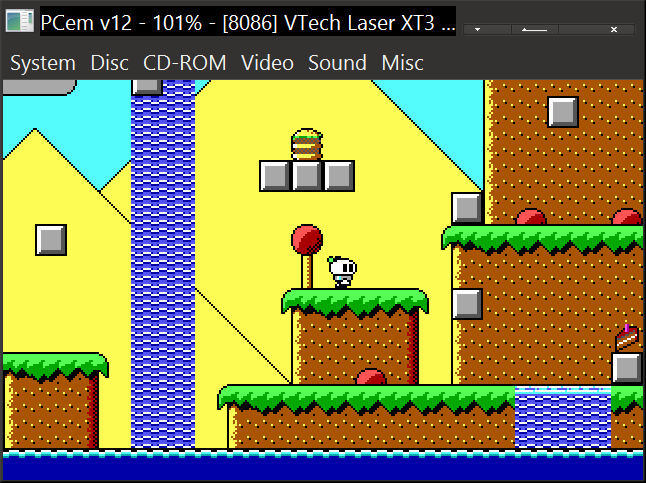 PCem v12 - 101% - [8086] VTech Laser XT3 ...
System Disc CD-ROM Video Sound Misc